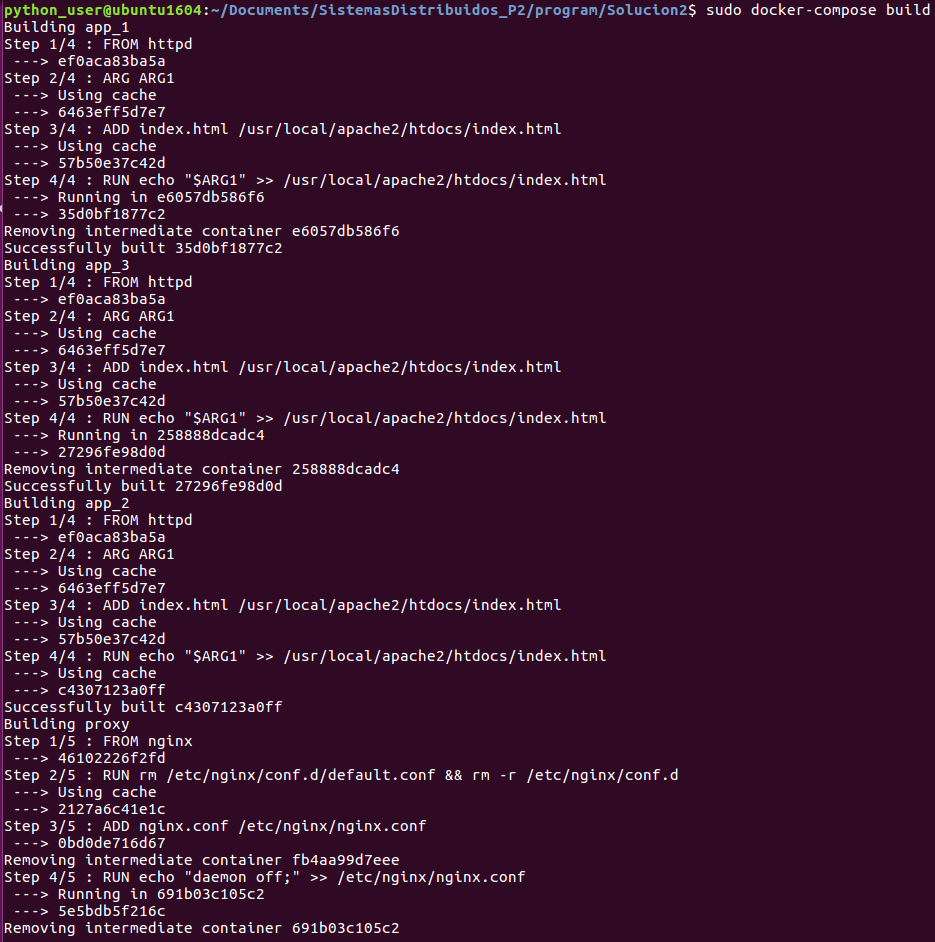 python_user@ubuntu1604:~/Documents/SistemasDistribuidos_P2/program/Solucion2$ sudo docker-compose build
Building app_1
Step 1/4 : FROM httpd
 ---> ef0aca83ba5a
Step 2/4 : ARG ARG1
 ---> Using cache
 ---> 6463eff5d7e7
Step 3/4 : ADD index.html /usr/local/apache2/htdocs/index.html
 ---> Using cache
 ---> 57b50e37c42d
Step 4/4 : RUN echo "$ARG1" >> /usr/local/apache2/htdocs/index.html
 ---> Running in e6057db586f6
 ---> 35d0bf1877c2
Removing intermediate container e6057db586f6
Successfully built 35d0bf1877c2
Building app_3
Step 1/4 : FROM httpd
 ---> ef0aca83ba5a
Step 2/4 : ARG ARG1
 ---> Using cache
 ---> 6463eff5d7e7
Step 3/4 : ADD index.html /usr/local/apache2/htdocs/index.html
 ---> Using cache
 ---> 57b50e37c42d
Step 4/4 : RUN echo "$ARG1" >> /usr/local/apache2/htdocs/index.html
 ---> Running in 258888dcadc4
 ---> 27296fe98d0d
Removing intermediate container 258888dcadc4
Successfully built 27296fe98d0d
Building app_2
Step 1/4 : FROM httpd
 ---> ef0aca83ba5a
Step 2/4 : ARG ARG1
 ---> Using cache
 ---> 6463eff5d7e7
Step 3/4 : ADD index.html /usr/local/apache2/htdocs/index.html
 ---> Using cache
 ---> 57b50e37c42d
Step 4/4 : RUN echo "$ARG1" >> /usr/local/apache2/htdocs/index.html
 ---> Using cache
 ---> c4307123a0ff
Successfully built c4307123a0ff
Building proxy
Step 1/5 : FROM nginx
 ---> 46102226f2fd
Step 2/5 : RUN rm /etc/nginx/conf.d/default.conf && rm -r /etc/nginx/conf.d
 ---> Using cache
 ---> 2127a6c41e1c
Step 3/5 : ADD nginx.conf /etc/nginx/nginx.conf
 ---> 0bd0de716d67
Removing intermediate container fb4aa99d7eee
Step 4/5 : RUN echo "daemon off;" >> /etc/nginx/nginx.conf
 ---> Running in 691b03c105c2
 ---> 5e5bdb5f216c
Removing intermediate container 691b03c105c2